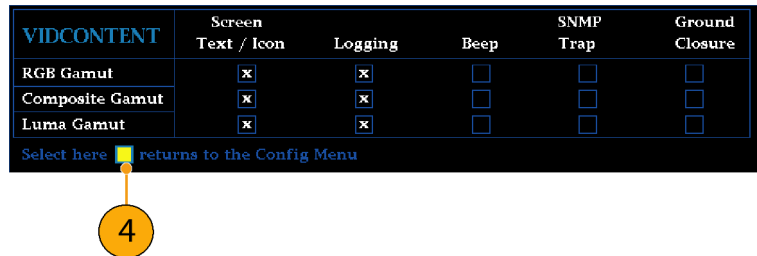 VIDCONTENT Screen Text / Icon Logging Beep SNMP Trap Ground Closure
RGB Gamut x x
Composite Gamut x x
Luma Gamut x x
Select here returns to the Config Menu
4